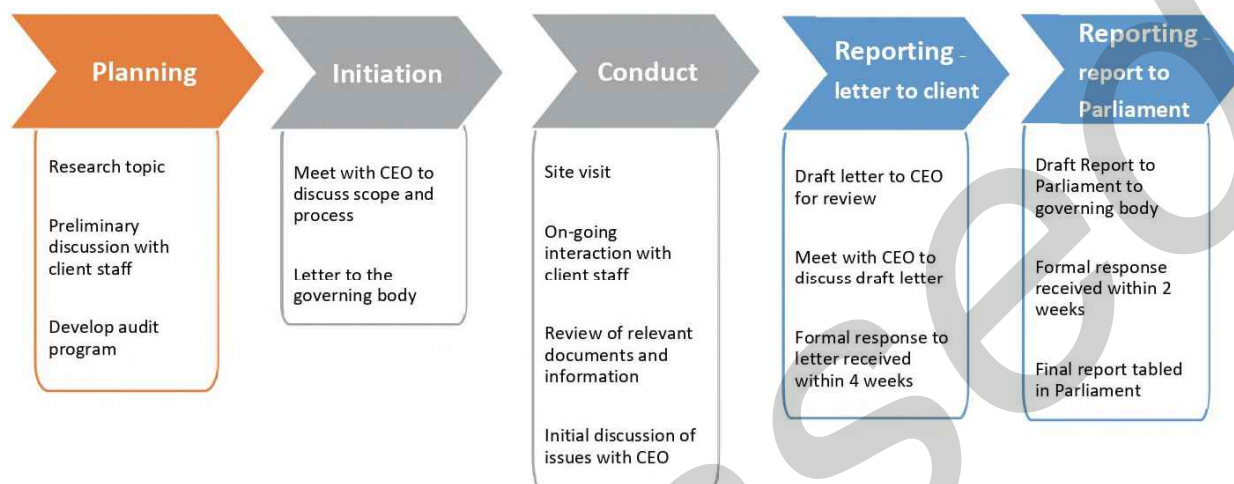 Planning
Research topic
Preliminary
discussion with
client staff
Develop audit
program
Initiation
Meet with CEO to
discuss scope and
process
Letter to the
governing body
Conduct
Site visit
On-going
interaction with
client staff
Review of relevant
documents and
information
Initial discussion of
issues with CEO
Reporting –
letter to client
Draft letter to CEO
for review
Meet with CEO to
discuss draft letter
Formal response to
letter received
within 4 weeks
Reporting –
report to
Parliament
Draft Report to
Parliament to
governing body
Formal response
received within 2
weeks
Final report tabled
in Parliament